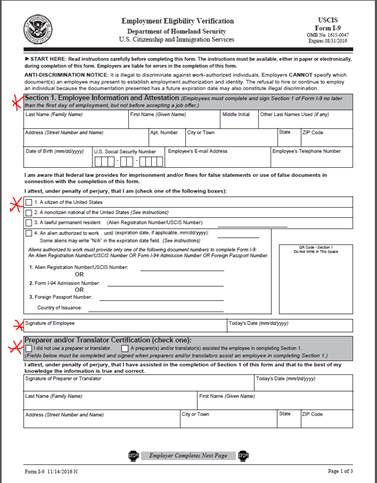 Employment Eligibility Verification
Department of Homeland Security
U.S. Citizenship and Immigration Services
USCIS
Form I-9
OMB No. 1615-0047
Expires 08/31/2019
►START HERE: Read instructions carefully before completing this form. The instructions must be available, either in paper or electronically,
during completion of this form. Employers are liable for errors in the completion of this form.
ANTI-DISCRIMINATION NOTICE: It is illegal to discriminate against work-authorized individuals. Employers CANNOT specify which
document(s) an employee may present to establish employment authorization and identity. The refusal to hire or continue to employ
an individual because the documentation presented has a future expiration date may also constitute illegal discrimination.
Section 1. Employee Information and Attestation (Employees must complete and sign Section 1 of Form I-9 no later
than the first day of employment, but not before accepting a job offer.)
Last Name (Family Name) First Name (Given Name) Middle Initial Other Last Names Used (if any)
Address (Street Number and Name) Apt. Number City or Town State ZIP Code
Date of Birth (mm/dd/yyyy) U.S. Social Security Number Employee's E-mail Address Employee's Telephone Number
- -
I am aware that federal law provides for imprisonment and/or fines for false statements or use of false documents in
connection with the completion of this form.
I attest, under penalty of perjury, that I am (check one of the following boxes):
1. A citizen of the United States
2. A noncitizen national of the United States (See instructions)
3. A lawful permanent resident (Alien Registration Number/USCIS Number):
4. An alien authorized to work until (expiration date, if applicable, mm/dd/yyyy):
Some aliens may write "N/A" in the expiration date field. (See instructions)
Aliens authorized to work must provide only one of the following document numbers to complete Form I-9:
An Alien Registration Number/USCIS Number OR Form I-94 Admission Number OR Foreign Passport Number.
1. Alien Registration Number/USCIS Number:
OR
2. Form I-94 Admission Number:
OR
3. Foreign Passport Number:
Country of Issuance:
QR Code - Section 1
Do Not Write In This Space
Signature of Employee Today's Date (mm/dd/yyyy)
Preparer and/or Translator Certification (check one):
I did not use a preparer or translator. A preparer(s) and/or translator(s) assisted the employee in completing Section 1.
(Fields below must be completed and signed when preparers and/or translators assist an employee in completing Section 1.)
I attest, under penalty of perjury, that I have assisted in the completion of Section 1 of this form and that to the best of my
knowledge the information is true and correct.
Signature of Preparer or Translator Today's Date (mm/dd/yyyy)
Last Name (Family Name) First Name (Given Name)
Address (Street Number and Name) City or Town State ZIP Code
STOP Employer Completes Next Page STOP
Form I-9 11/14/2016 N Page 1 of 3